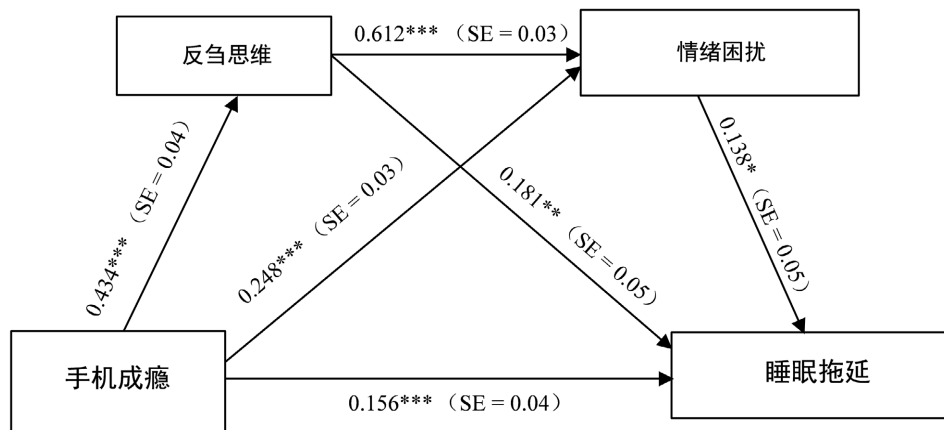 0.612***（SE = 0.03）
反刍思维
情绪困扰
0.434***（SE = 0.04）
0.248***（SE = 0.03）
0.181**（SE = 0.05）
0.138*（SE = 0.05）
手机成瘾
睡眠拖延
0.156***（SE = 0.04）